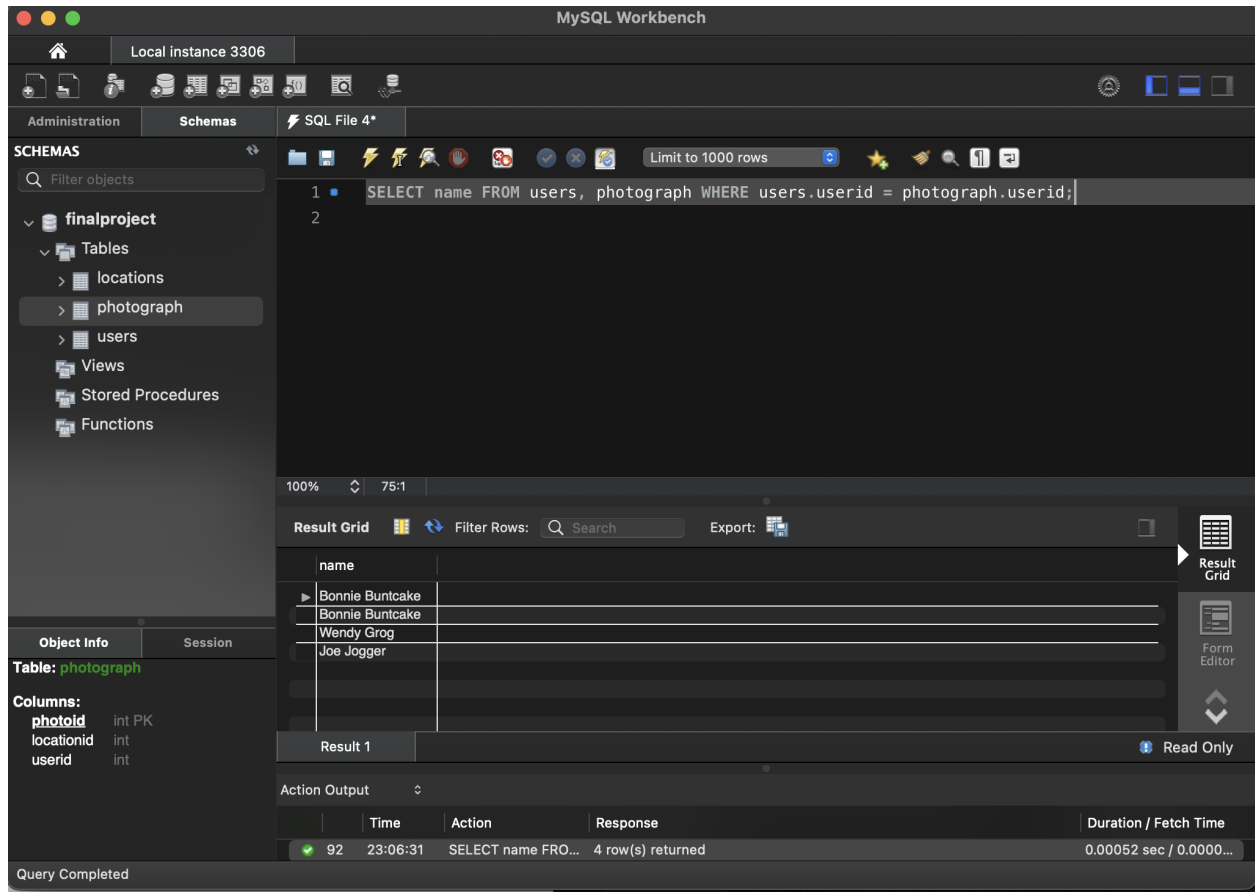 MySQL Workbench
Local instance 3306
Administration
Schemas
SQL File 4*
SCHEMAS
Filter objects
finalproject
Tables
locations
photograph
users
Views
Stored Procedures
Functions
Limit to 1000 rows
1 SELECT name FROM users, photograph WHERE users.userid = photograph.userid;
2
100% 75:1
Result Grid Filter Rows: Search Export:
name
Bonnie Buntcake
Bonnie Buntcake
Wendy Grog
Joe Jogger
Result
Grid
Form
Editor
Object Info
Session
Table: photograph
Columns:
photoid int PK
locationid int
userid int
Result 1
Read Only
Action Output
Time Action Response Duration / Fetch Time
92 23:06:31 SELECT name FRO... 4 row(s) returned 0.00052 sec / 0.0000...
Query Completed